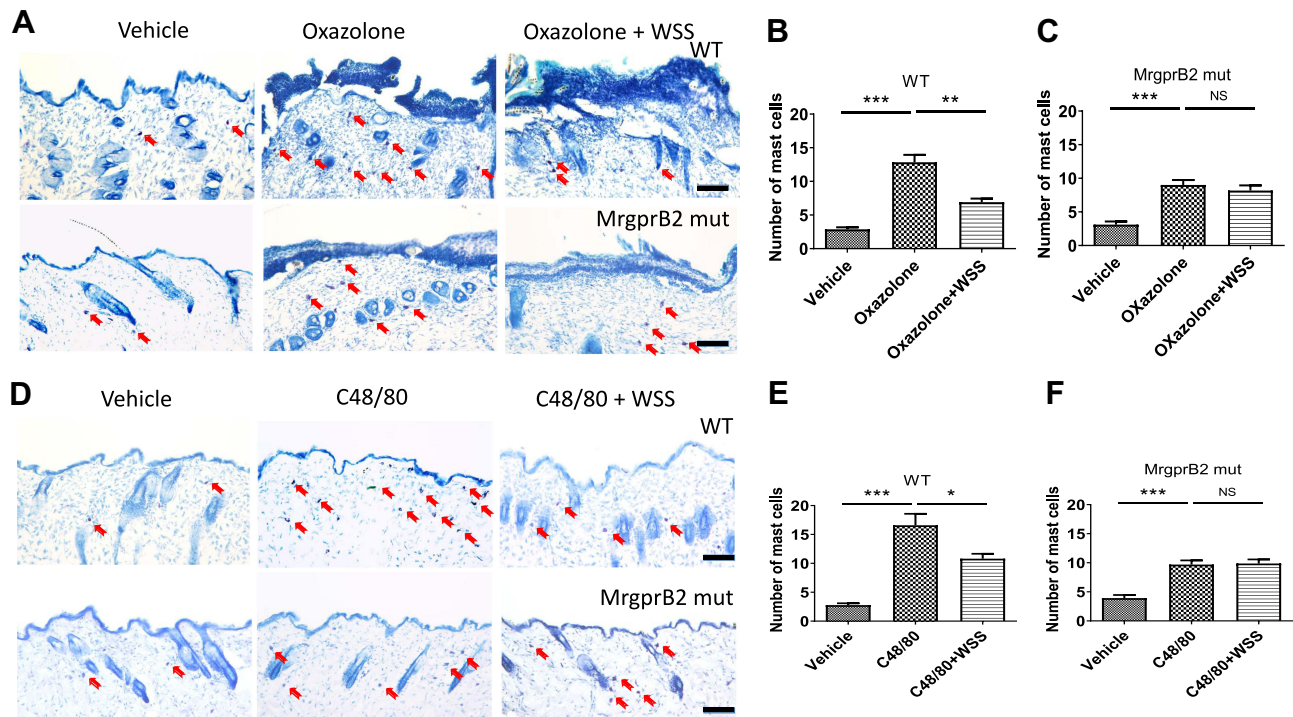 A
Vehicle
Oxazolone
Oxazolone + WSS
WT
MrgprB2 mut
B
WT
***
**
Number of mast cells
20
15
10
5
0
Vehicle
Oxazolone
Oxazolone+WSS
C
MrgprB2 mut
***
NS
Number of mast cells
20
15
10
5
0
Vehicle
OXazolone
OXazolone+WSS
D
Vehicle
C48/80
C48/80 + WSS
WT
MrgprB2 mut
E
WT
***
*
Number of mast cells
20
15
10
5
0
Vehicle
C48/80
C48/80+WSS
F
MrgprB2 mut
***
NS
Number of mast cells
20
15
10
5
0
Vehicle
C48/80
C48/80+WSS